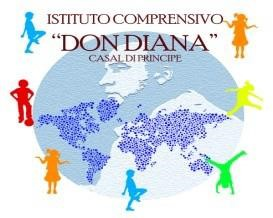 ISTITUTO COMPRENSIVO
“DON DIANA”
CASAL DI PRINCIPE